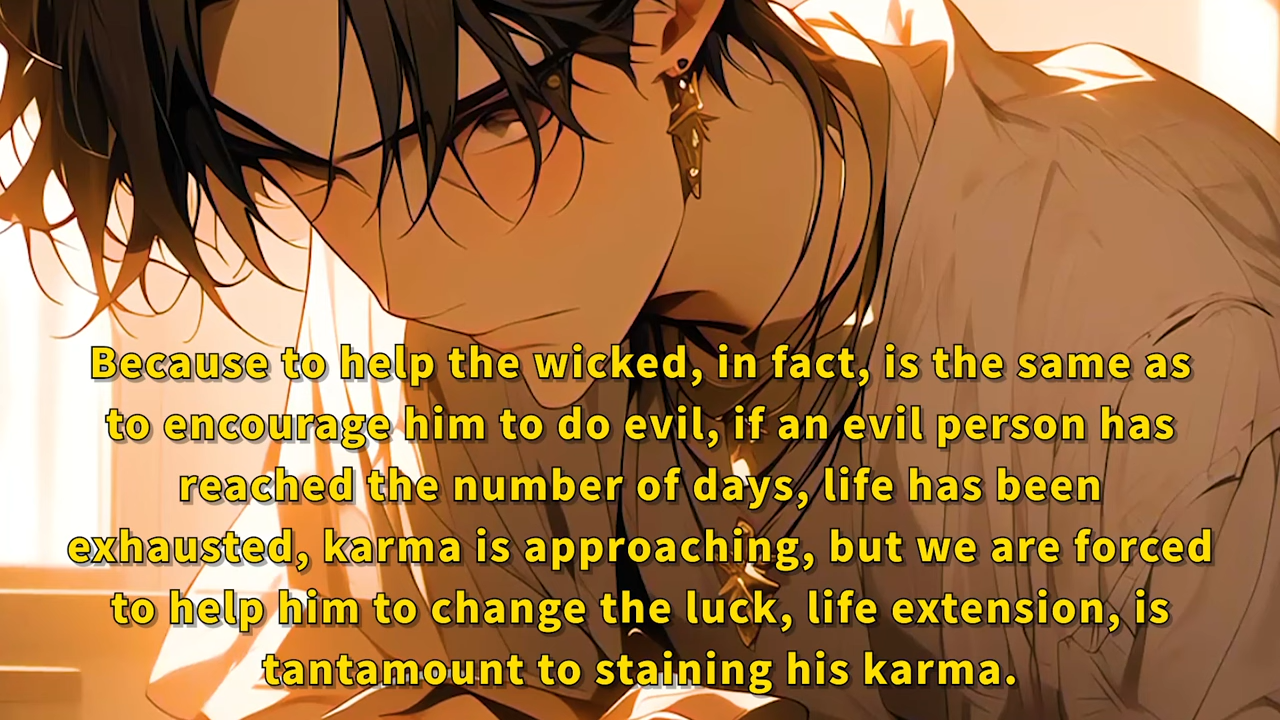 Because to help the wicked, in fact, is the same as
to encourage him to do evil, if an evil person has
reached the number of days, life has been
exhausted, karma is approaching, but we are forced
to help him to change the luck, life extension, is
tantamount to staining his karma.